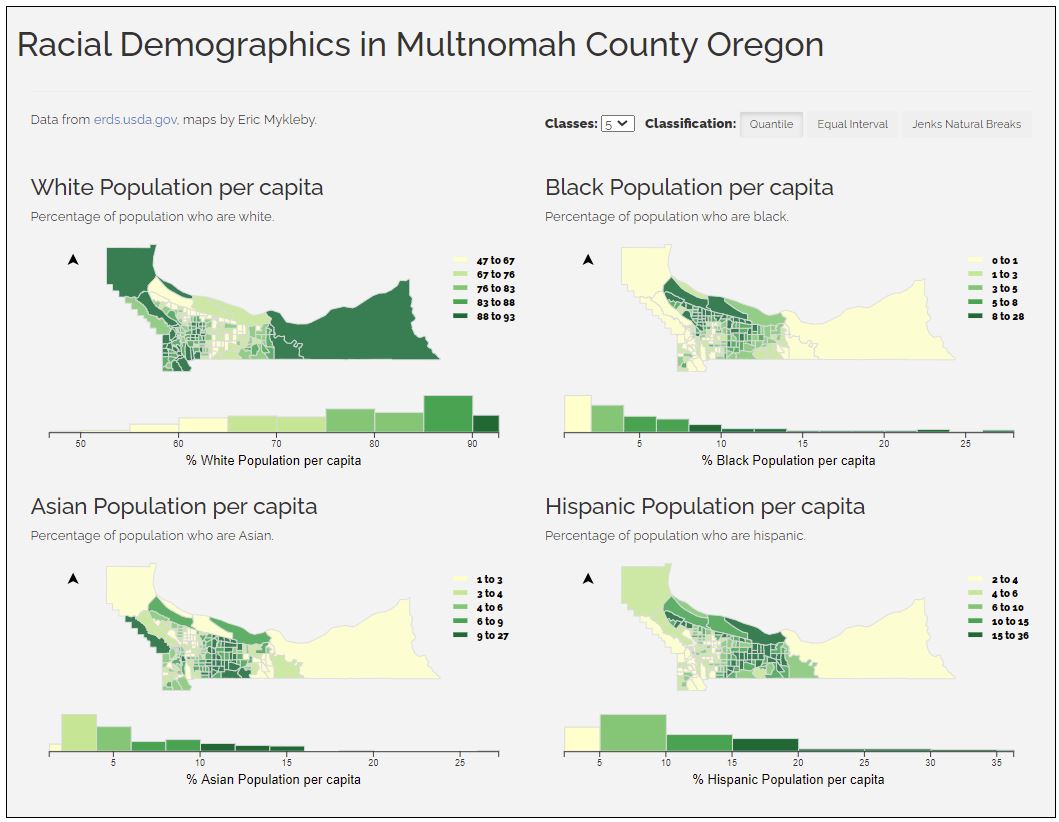 Racial Demographics in Multnomah County Oregon
Data from erds.usda.gov, maps by Eric Mykleby.
Classes: 5 Classification: Quantile Equal Interval Jenks Natural Breaks
White Population per capita
Percentage of population who are white.
47 to 67
67 to 76
76 to 83
83 to 88
88 to 93
50 60 70 80 90
% White Population per capita
Black Population per capita
Percentage of population who are black.
0 to 1
1 to 3
3 to 5
5 to 8
8 to 28
5 10 15 20 25
% Black Population per capita
Asian Population per capita
Percentage of population who are Asian.
1 to 3
3 to 4
4 to 6
6 to 9
9 to 27
5 10 15 20 25
% Asian Population per capita
Hispanic Population per capita
Percentage of population who are hispanic.
2 to 4
4 to 6
6 to 10
10 to 15
15 to 36
5 10 15 20 25 30 35
% Hispanic Population per capita